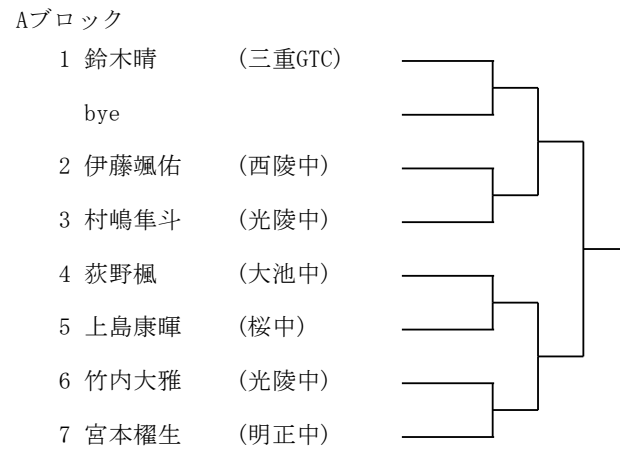 Aブロック
1 鈴木晴 (三重GTC)
bye
2 伊藤颯佑 (西陵中)
3 村嶋隼斗 (光陵中)
4 荻野楓 (大池中)
5 上島康暉 (桜中)
6 竹内大雅 (光陵中)
7 宮本櫂生 (明正中)